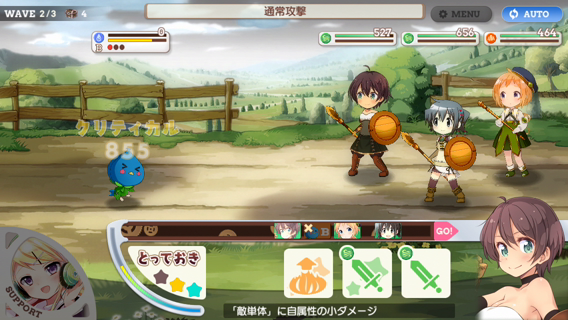 WAVE 2/3 4
通常攻撃
MENU
AUTO
0
B
527
656
464
クリティカル
855
B
GO!
とっておき
SUPPORT
「敵単体」に自属性の小ダメージ